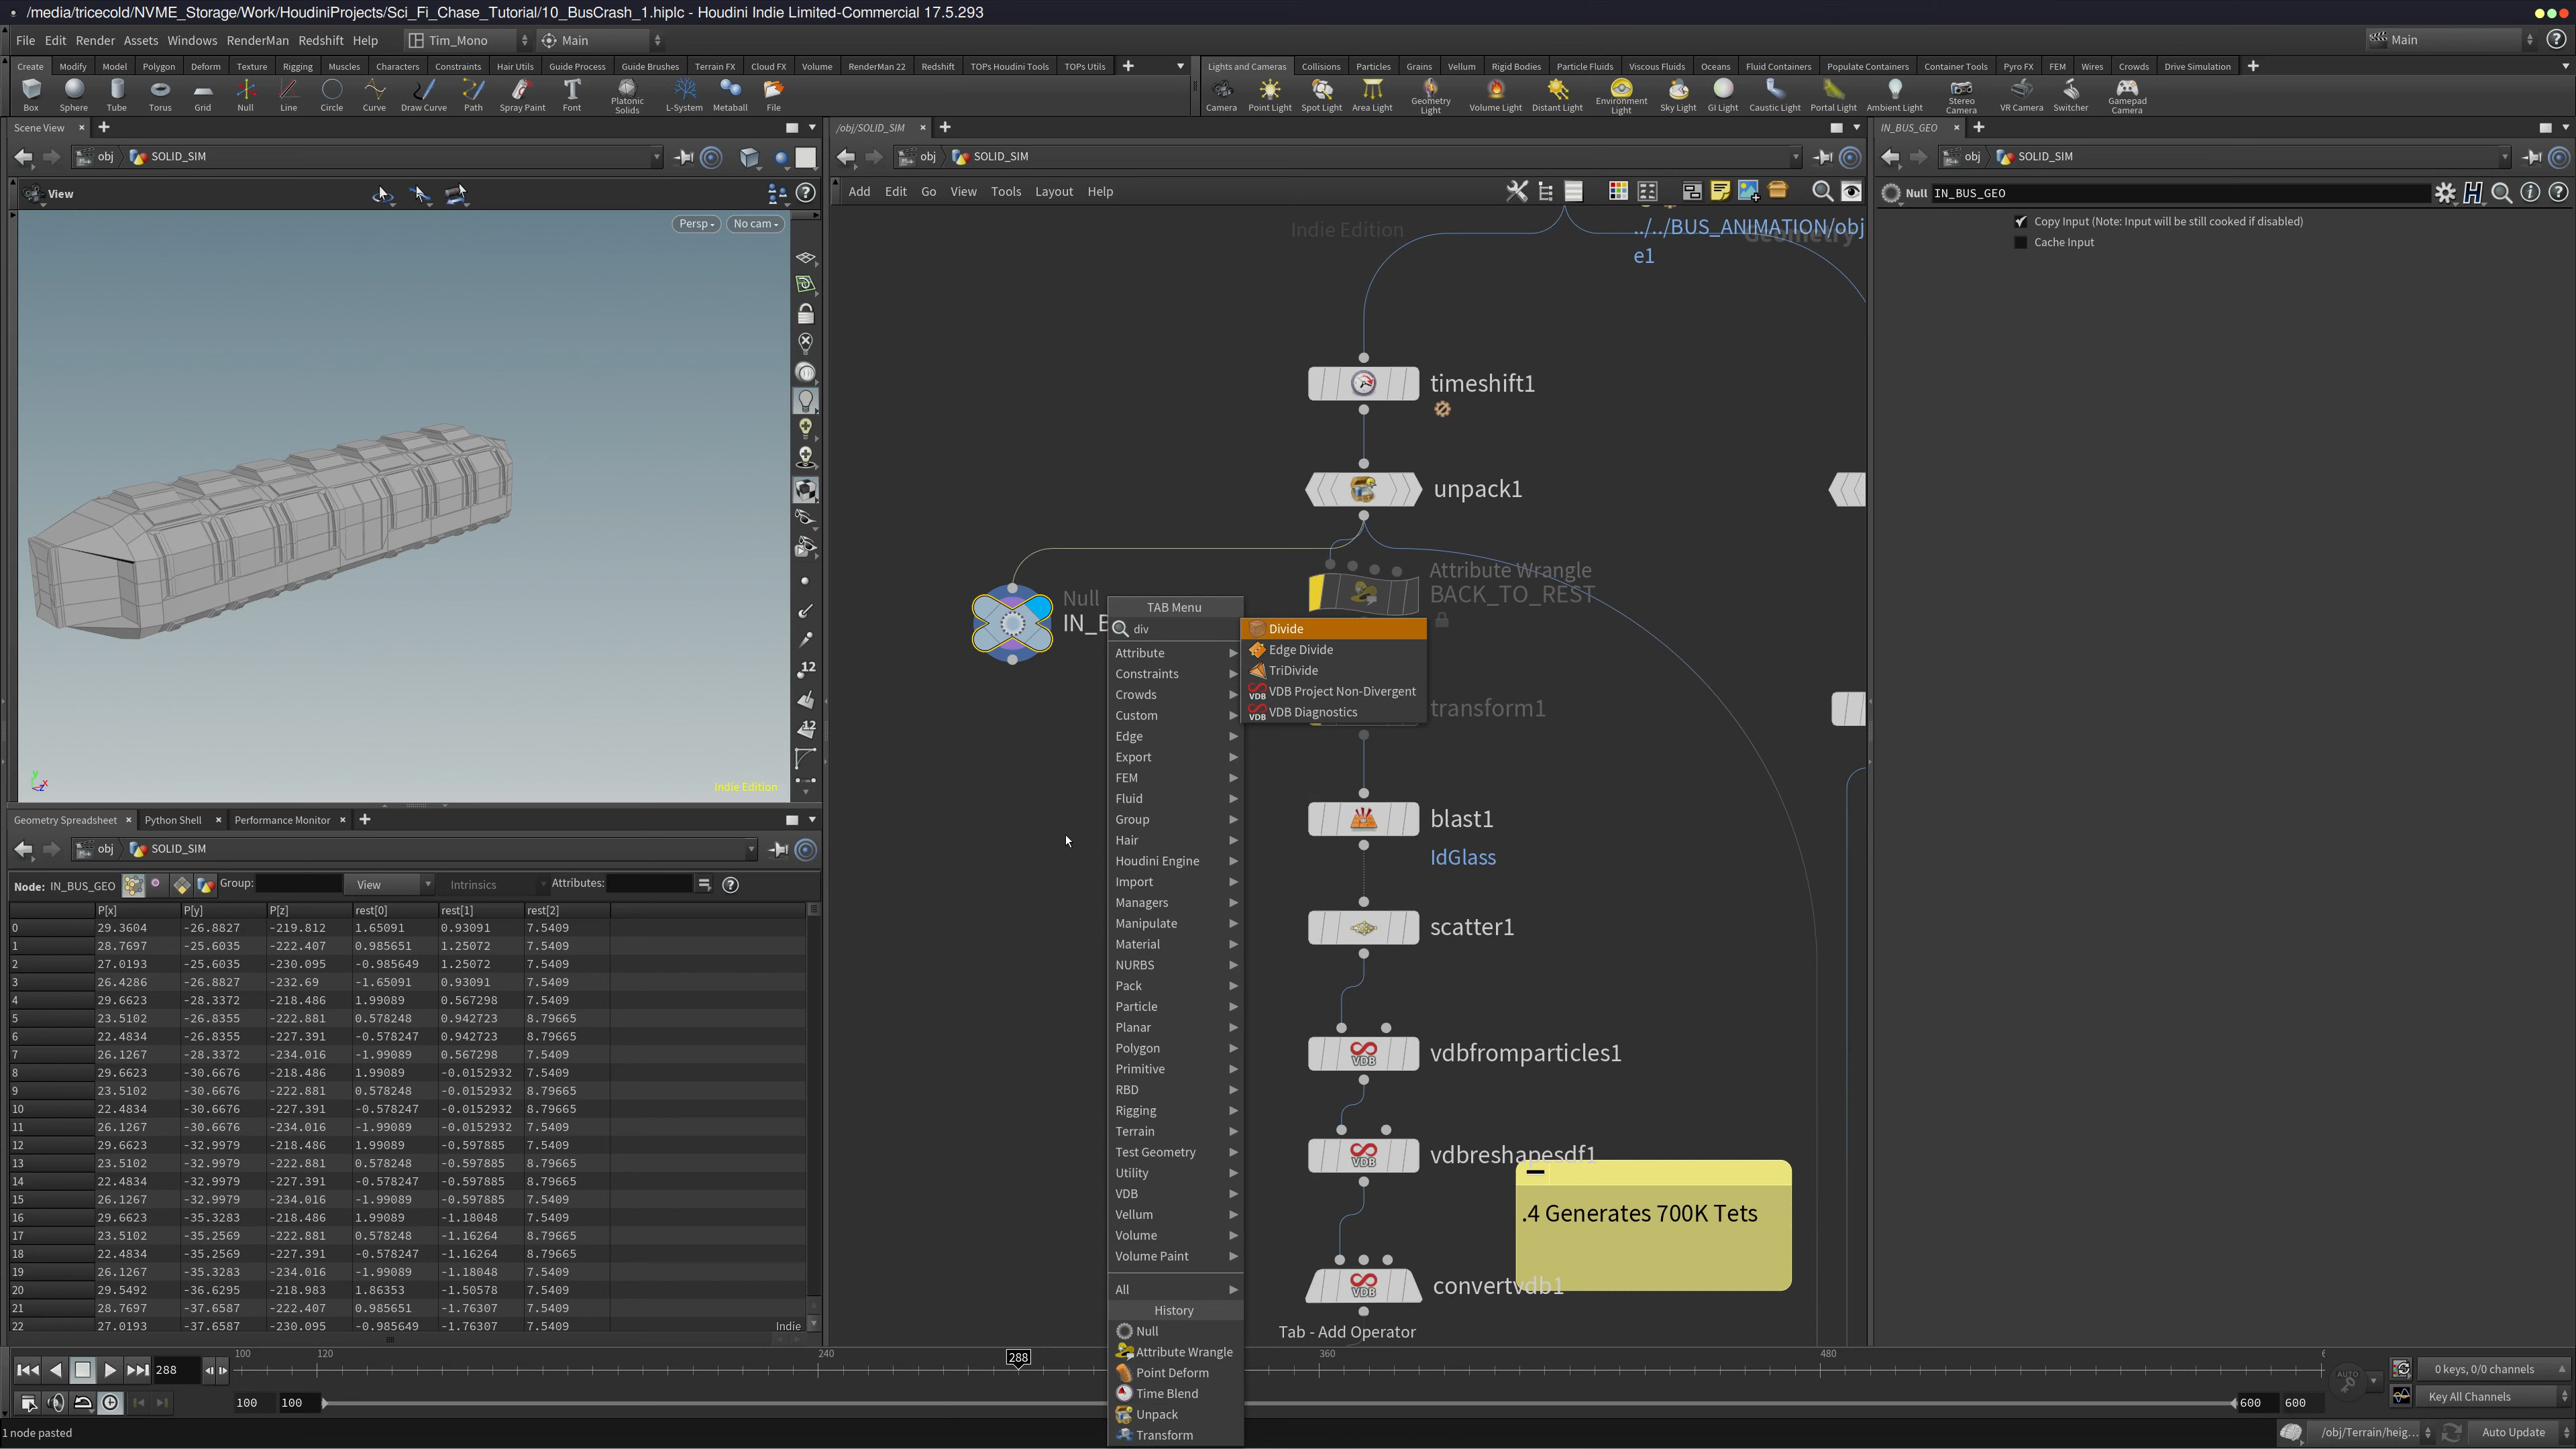 /media/tricecold/NVME_Storage/Work/HoudiniProjects/Sci_Fi_Chase_Tutorial/10_BusCrash_1.hiplc - Houdini Indie Limited-Commercial 17.5.293
File Edit Render Assets Windows RenderMan Redshift Help Tim_Mono Main Main
Create Modify Model Polygon Deform Texture Rigging Muscles Characters Constraints Hair Utils Guide Process Guide Brushes Terrain FX Cloud FX Volume RenderMan 22 Redshift TOPs Houdini Tools TOPs Utils
Lights and Cameras Collisions Particles Grains Vellum Rigid Bodies Particle Fluids Viscous Fluids Oceans Fluid Containers Populate Containers Container Tools Pyro FX FEM Wires Crowds Drive Simulation
Box Sphere Tube Torus Grid Null Line Circle Curve Draw Curve Path Spray Paint Font Platonic Solids L-System Metaball File
Camera Point Light Spot Light Area Light Geometry Light Volume Light Distant Light Environment Light Sky Light GI Light Caustic Light Portal Light Ambient Light Stereo Camera VR Camera Switcher Gamepad Camera
Scene View
obj SOLID_SIM
View
Persp
No cam
12
12
Indie Edition
Geometry Spreadsheet Python Shell Performance Monitor
obj SOLID_SIM
Node: IN_BUS_GEO Group: View Intrinsics Attributes:
P[x] P[y] P[z] rest[0] rest[1] rest[2]
0 29.3604 -26.8827 -219.812 1.65091 0.93091 7.5409
1 28.7697 -25.6035 -222.407 0.985651 1.25072 7.5409
2 27.0193 -25.6035 -230.095 -0.985649 1.25072 7.5409
3 26.4286 -26.8827 -232.69 -1.65091 0.93091 7.5409
4 29.6623 -28.3372 -218.486 1.99089 0.567298 7.5409
5 23.5102 -26.8355 -222.881 0.578248 0.942723 8.79665
6 22.4834 -26.8355 -227.391 -0.578247 0.942723 8.79665
7 26.1267 -28.3372 -234.016 -1.99089 0.567298 7.5409
8 29.6623 -30.6676 -218.486 1.99089 -0.0152932 7.5409
9 23.5102 -30.6676 -222.881 0.578248 -0.0152932 8.79665
10 22.4834 -30.6676 -227.391 -0.578247 -0.0152932 8.79665
11 26.1267 -30.6676 -234.016 -1.99089 -0.0152932 7.5409
12 29.6623 -32.9979 -218.486 1.99089 -0.597885 7.5409
13 23.5102 -32.9979 -222.881 0.578248 -0.597885 8.79665
14 22.4834 -32.9979 -227.391 -0.578247 -0.597885 8.79665
15 26.1267 -32.9979 -234.016 -1.99089 -0.597885 7.5409
16 29.6623 -35.3283 -218.486 1.99089 -1.18048 7.5409
17 23.5102 -35.2569 -222.881 0.578248 -1.16264 8.79665
18 22.4834 -35.2569 -227.391 -0.578247 -1.16264 8.79665
19 26.1267 -35.3283 -234.016 -1.99089 -1.18048 7.5409
20 29.5492 -36.6295 -218.983 1.86353 -1.50578 7.5409
21 28.7697 -37.6587 -222.407 0.985651 -1.76307 7.5409
22 27.0193 -37.6587 -230.095 -0.985649 -1.76307 7.5409
Indie
/obj/SOLID_SIM
obj SOLID_SIM
Add Edit Go View Tools Layout Help
Indie Edition
Geometry
../../BUS_ANIMATION/obj
e1
timeshift1
unpack1
Null
IN_B
Attribute Wrangle
BACK_TO_REST
transform1
blast1
IdGlass
scatter1
vdbfromparticles1
vdbreshapesdf1
.4 Generates 700K Tets
convertvdb1
Tab - Add Operator
TAB Menu
div
Attribute
Constraints
Crowds
Custom
Edge
Export
FEM
Fluid
Group
Hair
Houdini Engine
Import
Managers
Manipulate
Material
NURBS
Pack
Particle
Planar
Polygon
Primitive
RBD
Rigging
Terrain
Test Geometry
Utility
VDB
Vellum
Volume
Volume Paint
All
History
Null
Attribute Wrangle
Point Deform
Time Blend
Unpack
Transform
Divide
Edge Divide
TriDivide
VDB Project Non-Divergent
VDB Diagnostics
IN_BUS_GEO
obj SOLID_SIM
Null IN_BUS_GEO
Copy Input (Note: Input will be still cooked if disabled)
Cache Input
288
100 120 240 288 360 480 6
100 100 600 600
AUTO
0 keys, 0/0 channels
Key All Channels
1 node pasted
/obj/Terrain/heig...
Auto Update